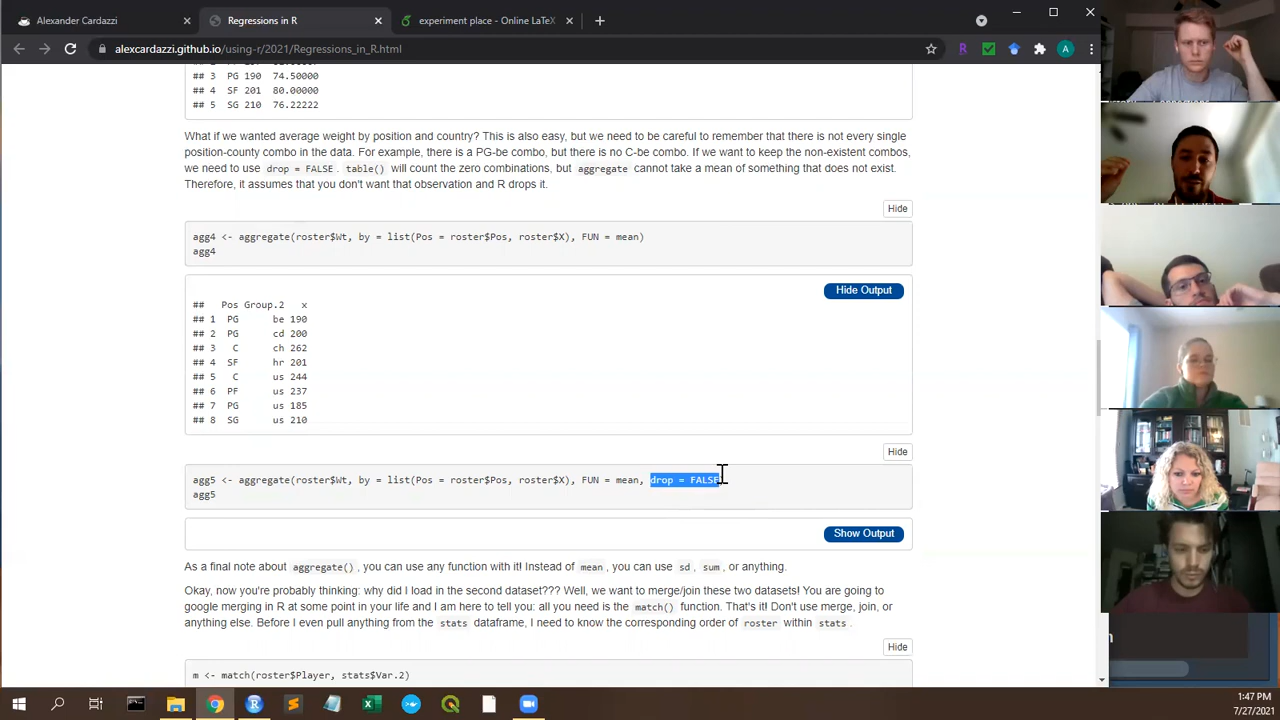 Alexander Cardazzi
Regressions in R
experiment place - Online LaTeX
alexcardazzi.github.io/using-r/2021/Regressions_in_R.html
R
A
## 3 PG 190 74.50000
## 4 SF 201 80.00000
## 5 SG 210 76.22222
What if we wanted average weight by position and country? This is also easy, but we need to be careful to remember that there is not every single
position-county combo in the data. For example, there is a PG-be combo, but there is no C-be combo. If we want to keep the non-existent combos,
we need to use drop = FALSE. table() will count the zero combinations, but aggregate cannot take a mean of something that does not exist.
Therefore, it assumes that you don't want that observation and R drops it.
Hide
agg4 <- aggregate(roster$Wt, by = list(Pos = roster$Pos, roster$X), FUN = mean)
agg4
Hide Output
## Pos Group.2 x
## 1 PG be 190
## 2 PG cd 200
## 3 C ch 262
## 4 SF hr 201
## 5 C us 244
## 6 PF us 237
## 7 PG us 185
## 8 SG us 210
Hide
agg5 <- aggregate(roster$Wt, by = list(Pos = roster$Pos, roster$X), FUN = mean, drop = FALSE
agg5
Show Output
As a final note about aggregate(), you can use any function with it! Instead of mean, you can use sd, sum, or anything.
Okay, now you're probably thinking: why did I load in the second dataset??? Well, we want to merge/join these two datasets! You are going to
google merging in R at some point in your life and I am here to tell you: all you need is the match() function. That's it! Don't use merge, join, or
anything else. Before I even pull anything from the stats dataframe, I need to know the corresponding order of roster within stats.
Hide
m <- match(roster$Player, stats$Var.2)
1:47 PM
7/27/2021